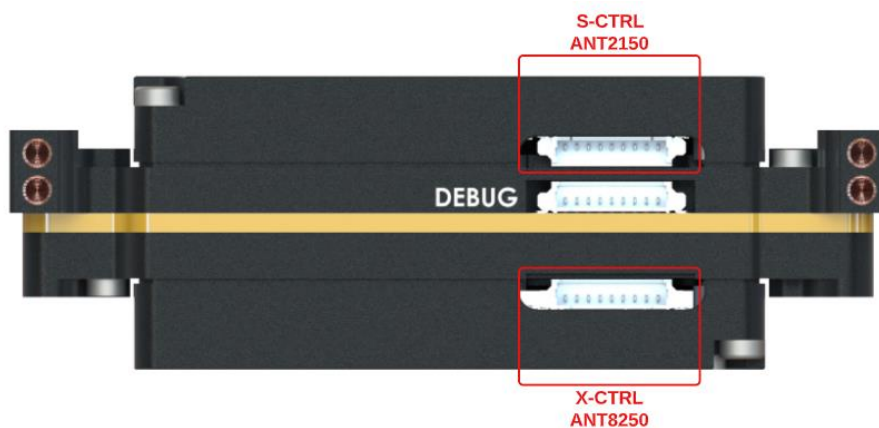 S-CTRL
ANT2150
DEBUG
X-CTRL
ANT8250